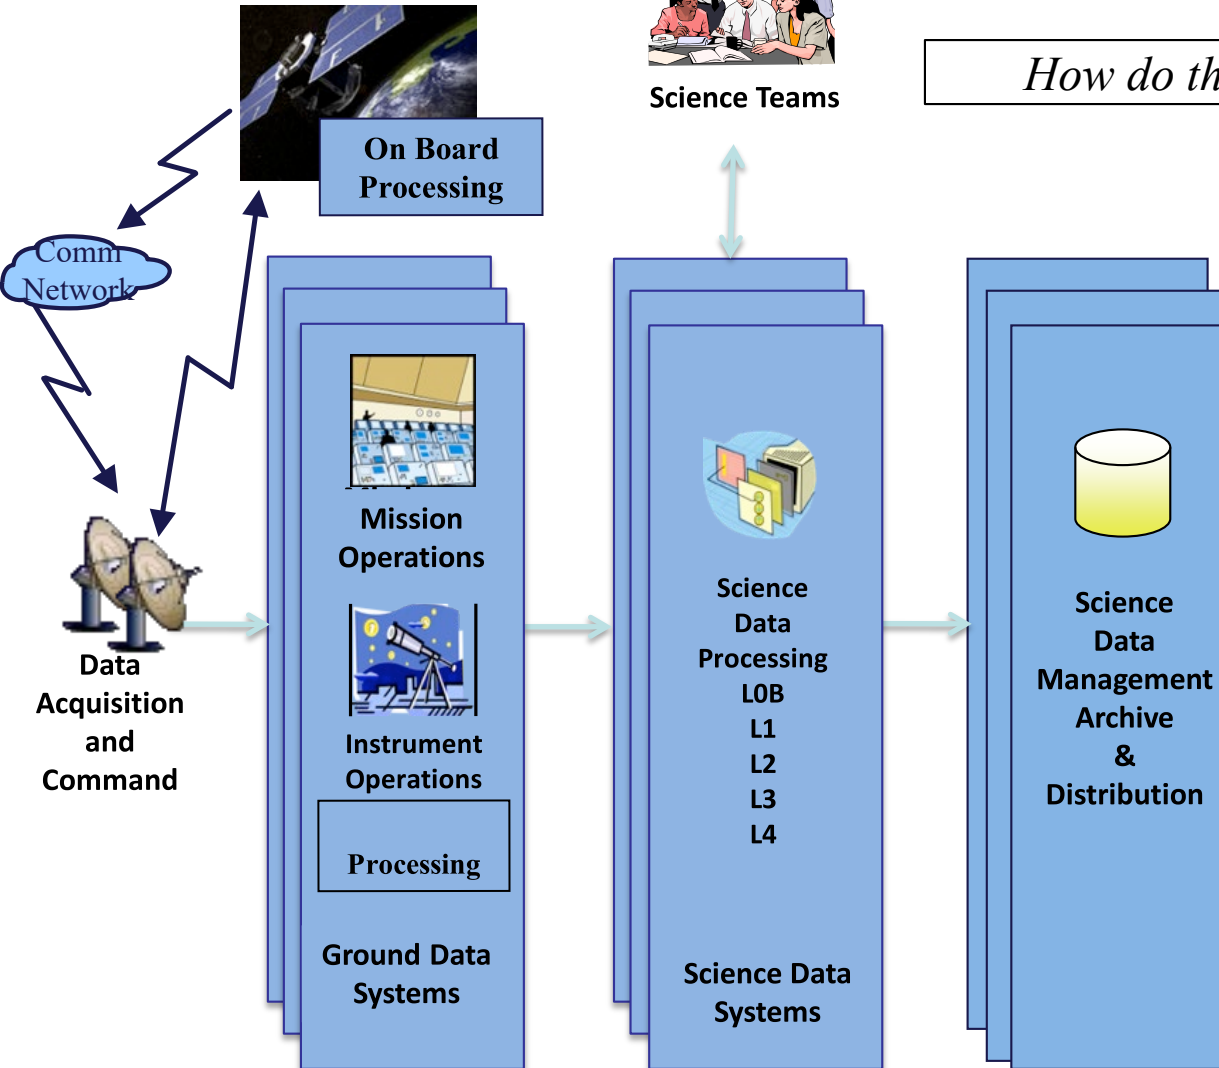 Science Teams
How do th
On Board
Processing
Comm
Network
Mission
Operations
Instrument
Operations
Processing
Ground Data
Systems
Data
Acquisition
and
Command
Science
Data
Processing
L0B
L1
L2
L3
L4
Science Data
Systems
Science
Data
Management
Archive
&
Distribution